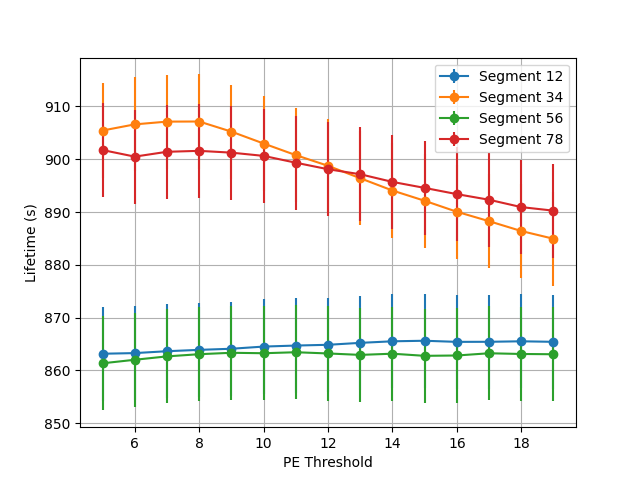 Segment 12
Segment 34
Segment 56
Segment 78
910
900
890
880
870
860
850
Lifetime (s)
6 8 10 12 14 16 18
PE Threshold